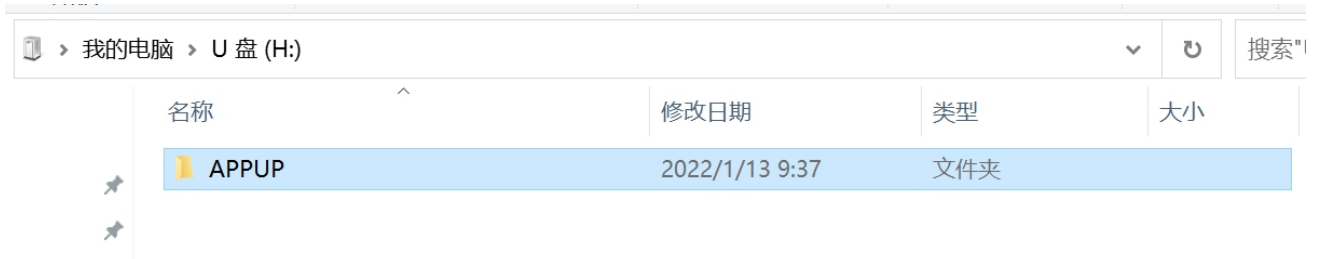 我的电脑 > U 盘 (H:) 搜索"U
名称 修改日期 类型 大小
APPUP 2022/1/13 9:37 文件夹